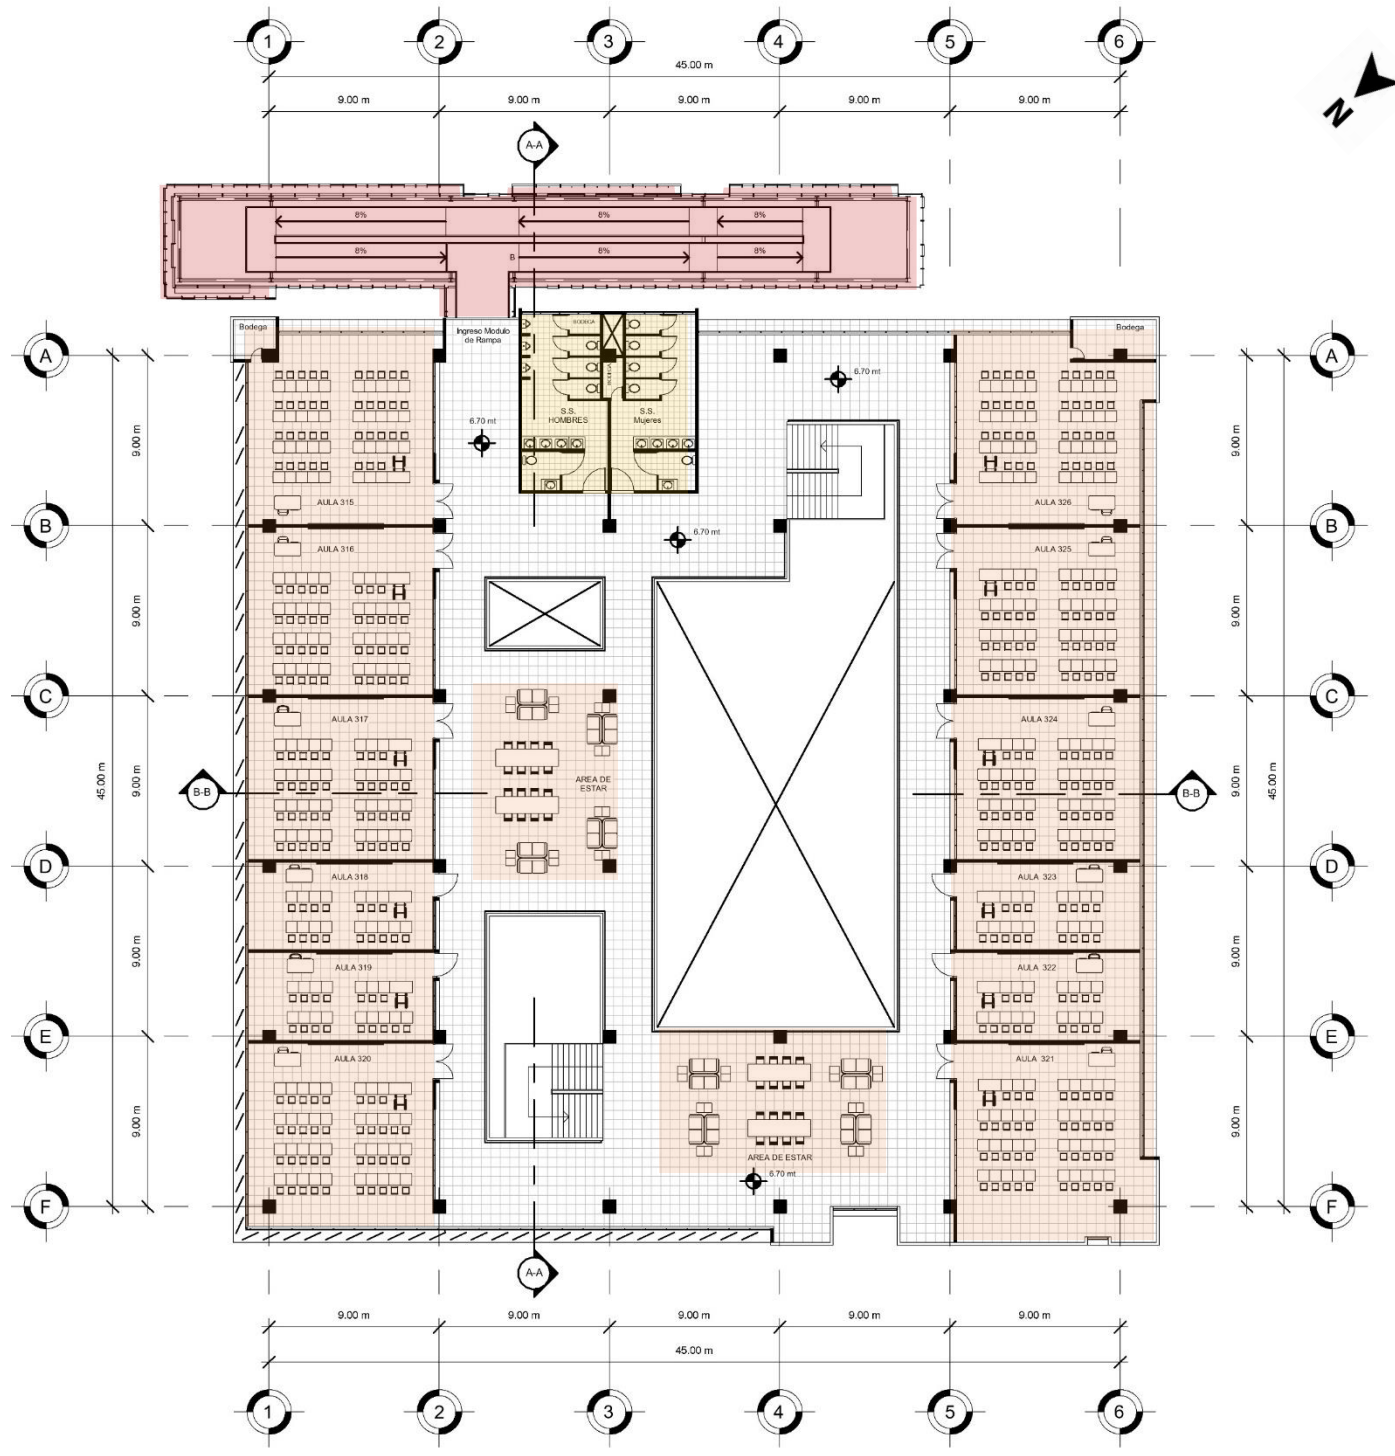 1 2 3 4 5 6
45.00 m
9.00 m 9.00 m 9.00 m 9.00 m 9.00 m
N
A-A
8% 8% 8%
8% B 8% 8%
Bodega
Ingreso Modulo
de Rampa
BODEGA
Bodega
A A
BODEGA
6.70 mt
S.S.
HOMBRES
S.S.
Mujeres
6.70 mt
9.00 m 9.00 m
AULA 315
AULA 326
B B
6.70 mt
AULA 316
AULA 325
9.00 m 9.00 m
C C
AULA 317
AULA 324
45.00 m 9.00 m
AREA DE
ESTAR
9.00 m 45.00 m
B-B B-B
D D
AULA 318
AULA 323
9.00 m 9.00 m
AULA 319
AULA 322
E E
AULA 320
AULA 321
9.00 m 9.00 m
AREA DE ESTAR
6.70 mt
F F
A-A
9.00 m 9.00 m 9.00 m 9.00 m 9.00 m
45.00 m
1 2 3 4 5 6